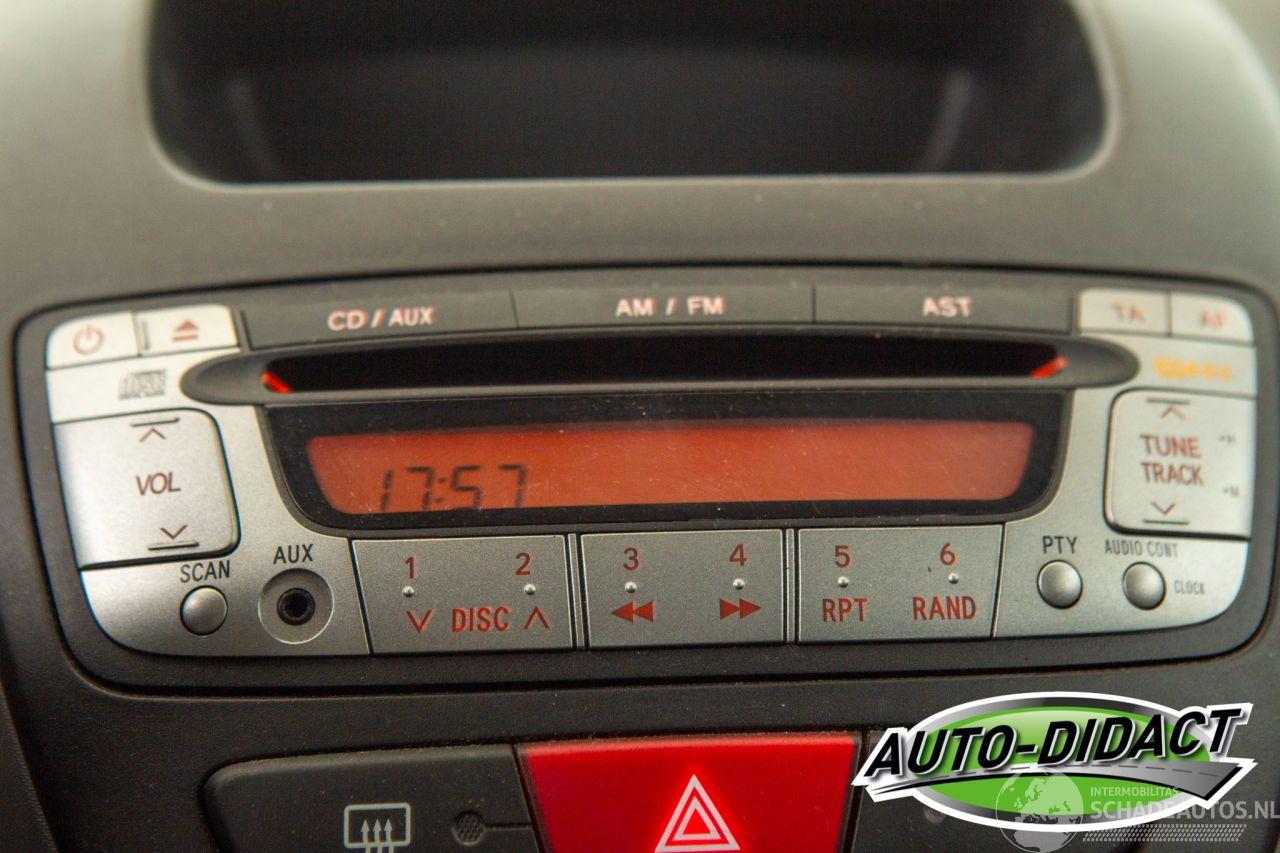 CD / AUX
AM / FM
AST
TA
AF
VOL
17:57
TUNE
TRACK
SCAN
AUX
1
2
DISC
3
4
5
6
RPT
RAND
PTY
AUDIO CONT
CLOCK
AUTO-DIDACT
INTERMOBILITAS
SCHADEAUTOS.NL